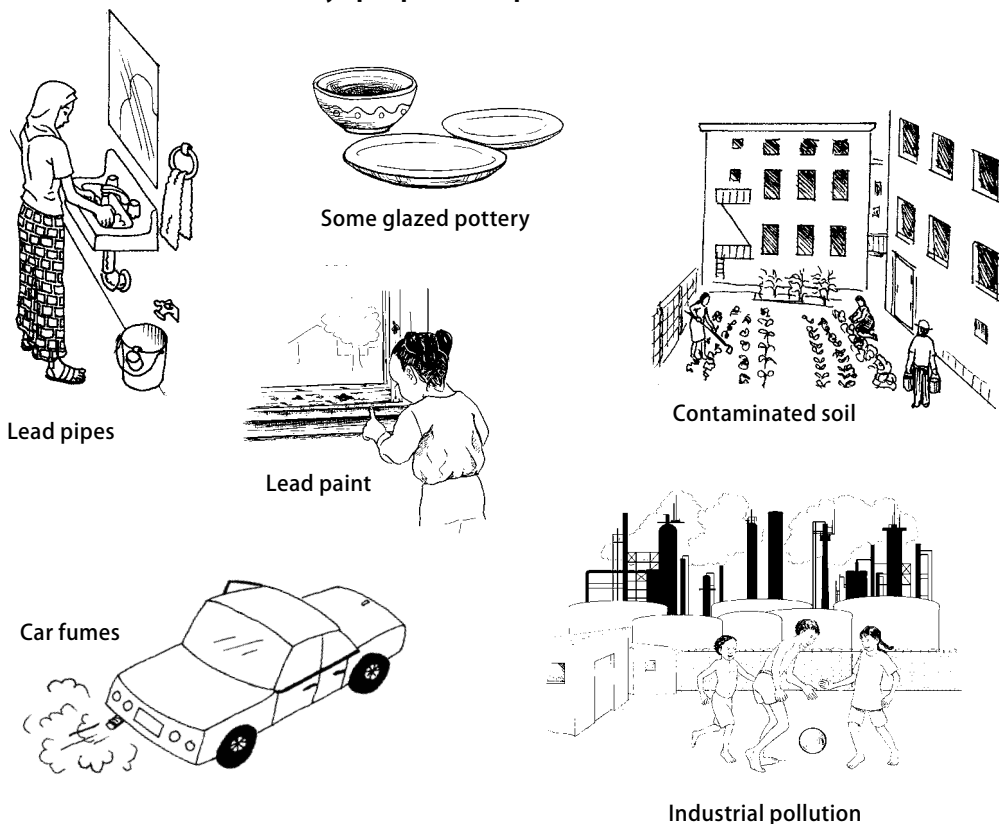 Some glazed pottery
Contaminated soil
Lead pipes
Lead paint
Car fumes
Industrial pollution